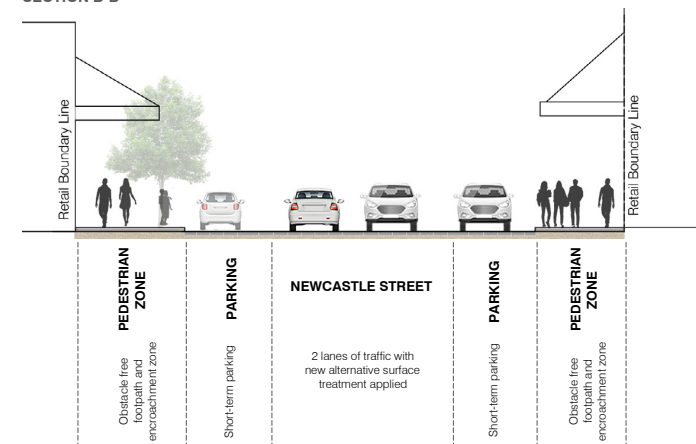 Retail Boundary Line
Retail Boundary Line
PEDESTRIAN
ZONE
PARKING
NEWCASTLE STREET
PARKING
PEDESTRIAN
ZONE
Obstacle free
footpath and
encroachment zone
Short-term parking
2 lanes of traffic with
new alternative surface
treatment applied
Short-term parking
Obstacle free
footpath and
encroachment zone